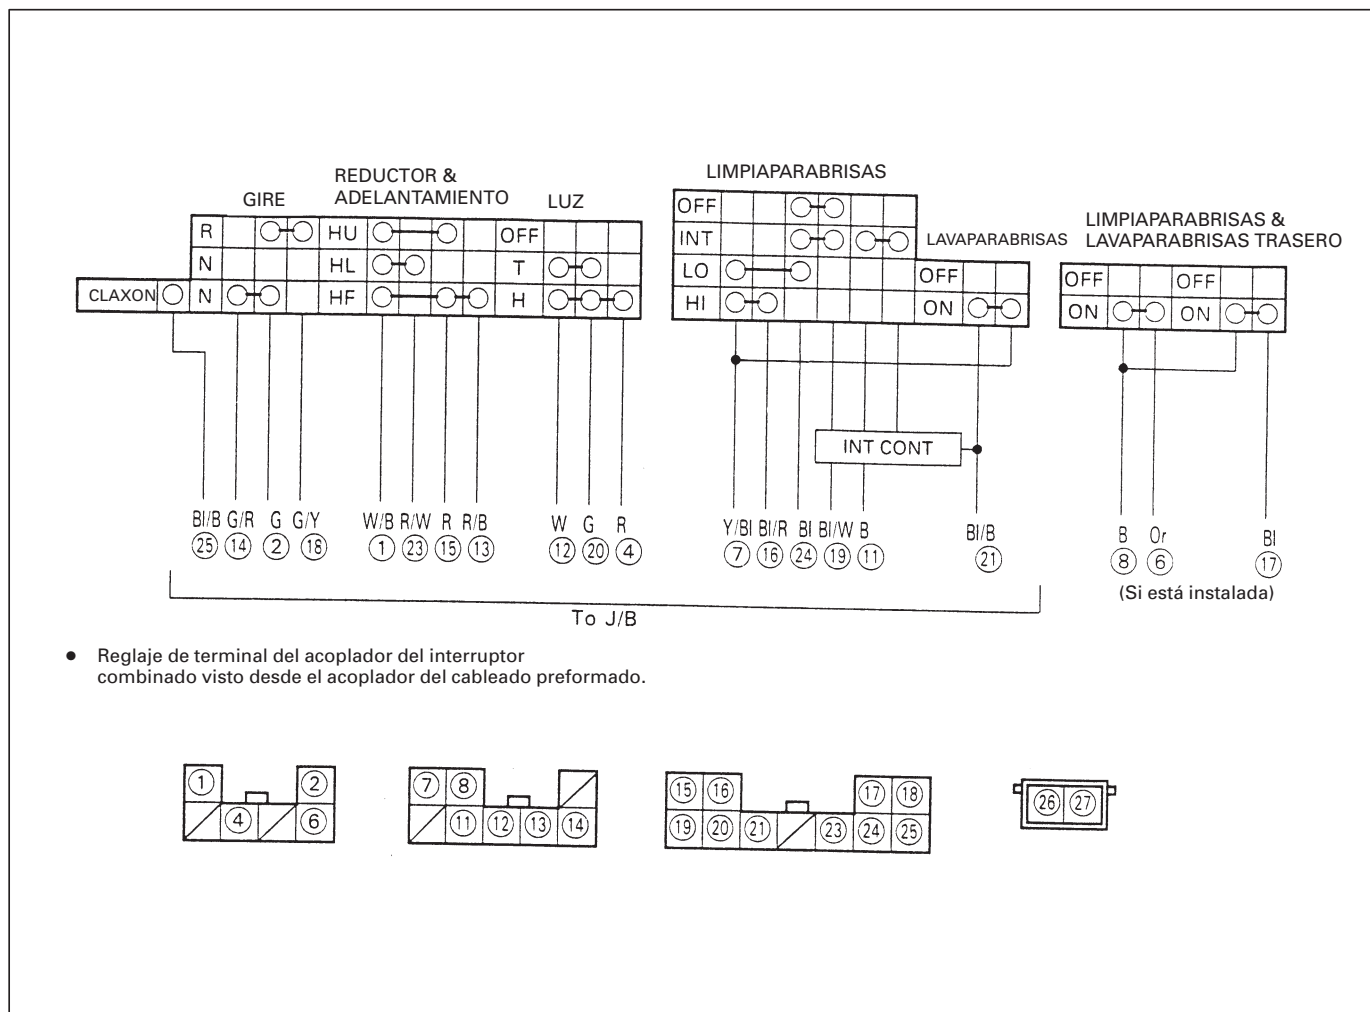 REDUCTOR &
ADELANTAMIENTO
GIRE
LUZ
R HU OFF
N HL T
CLAXON N HF H
LIMPIAPARABRISAS
OFF
INT
LO
HI
LAVAPARABRISAS
OFF
ON
LIMPIAPARABRISAS &
LAVAPARABRISAS TRASERO
OFF OFF
ON ON
INT CONT
Bl/B G/R G G/Y W/B R/W R R/B W G R Y/Bl Bl/R Bl Bl/W B Bl/B B Or Bl
25 14 2 18 1 23 15 13 12 20 4 7 16 24 19 11 21 8 6 17
(Si está instalada)
To J/B
● Reglaje de terminal del acoplador del interruptor
combinado visto desde el acoplador del cableado preformado.
1 2
4 6
7 8
11 12 13 14
15 16 17 18
19 20 21 23 24 25
26 27